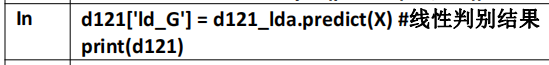 In
d121['ld_G'] = d121_lda.predict(X) #线性判别结果
print(d121)